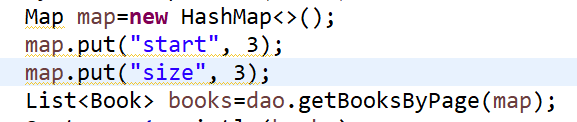 Map map=new HashMap<>();
map.put("start", 3);
map.put("size", 3);
List<Book> books=dao.getBooksByPage(map);